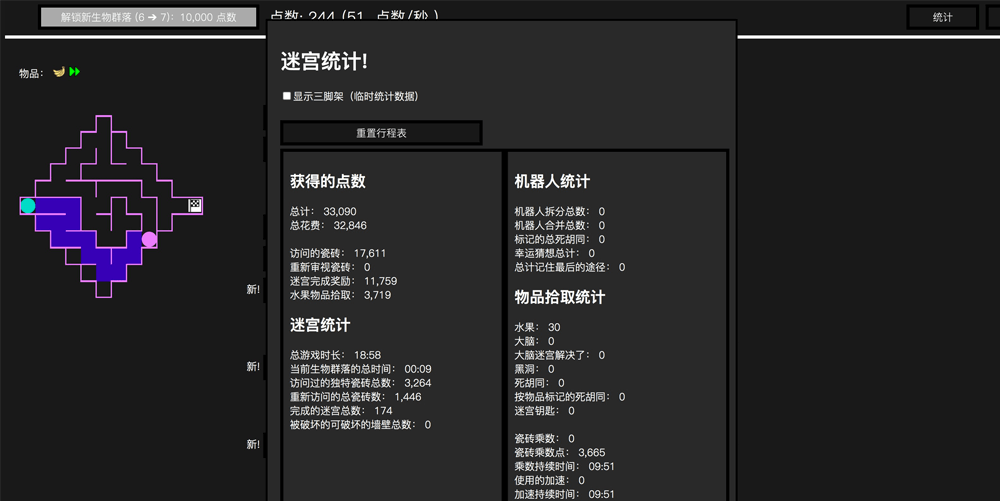 解锁新生物群落 (6 ➔ 7)：10,000 点数
点数: 244 (51 点数/秒)
统计
物品：
迷宫统计!
显示三脚架（临时统计数据）
重置行程表
获得的点数
总计： 33,090
总花费： 32,846
访问的瓷砖： 17,611
重新审视瓷砖： 0
迷宫完成奖励： 11,759
水果物品拾取： 3,719
迷宫统计
总游戏时长： 18:58
当前生物群落的总时间： 00:09
访问过的独特瓷砖总数： 3,264
重新访问的总瓷砖数： 1,446
完成的迷宫总数： 174
被破坏的可破坏的墙壁总数： 0
机器人统计
机器人拆分总数： 0
机器人合并总数： 0
标记的总死胡同： 0
幸运猜想总计： 0
总计记住最后的途径： 0
物品拾取统计
水果： 30
大脑： 0
大脑迷宫解决了： 0
黑洞： 0
死胡同： 0
按物品标记的死胡同： 0
迷宫钥匙： 0
瓷砖乘数： 0
瓷砖乘数点： 3,665
乘数持续时间： 09:51
使用的加速： 0
加速持续时间： 09:51
新!
新!
新!